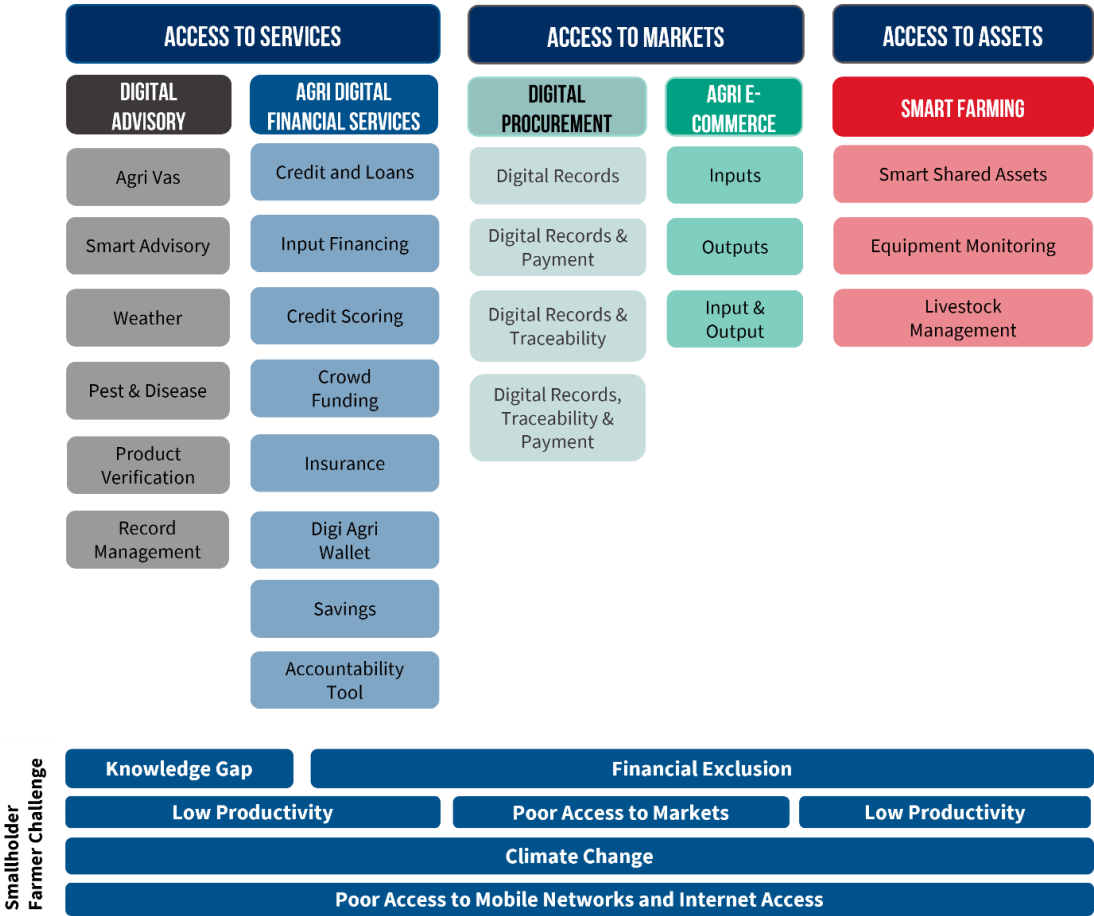 ACCESS TO SERVICES
DIGITAL
ADVISORY
Agri Vas
Smart Advisory
Weather
Pest & Disease
Product
Verification
Record
Management
AGRI DIGITAL
FINANCIAL SERVICES
Credit and Loans
Input Financing
Credit Scoring
Crowd
Funding
Insurance
Digi Agri
Wallet
Savings
Accountability
Tool
ACCESS TO MARKETS
DIGITAL
PROCUREMENT
Digital Records
Digital Records &
Payment
Digital Records &
Traceability
Digital Records,
Traceability &
Payment
AGRI E-
COMMERCE
Inputs
Outputs
Input &
Output
ACCESS TO ASSETS
SMART FARMING
Smart Shared Assets
Equipment Monitoring
Livestock
Management
Smallholder
Farmer Challenge
Knowledge Gap
Financial Exclusion
Low Productivity
Poor Access to Markets
Low Productivity
Climate Change
Poor Access to Mobile Networks and Internet Access